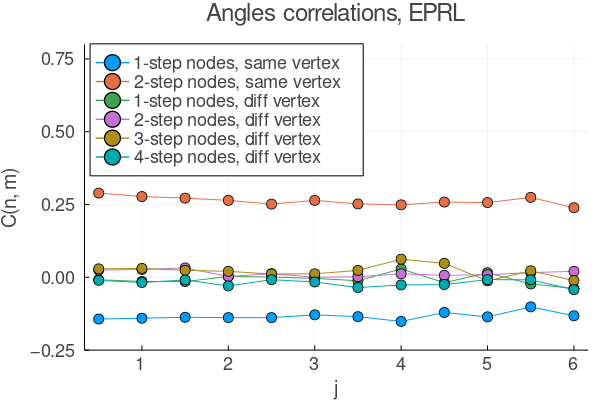 Angles correlations, EPRL
1-step nodes, same vertex
2-step nodes, same vertex
1-step nodes, diff vertex
2-step nodes, diff vertex
3-step nodes, diff vertex
4-step nodes, diff vertex
C(n, m)
0.75
0.50
0.25
0.00
−0.25
1 2 3 4 5 6
j